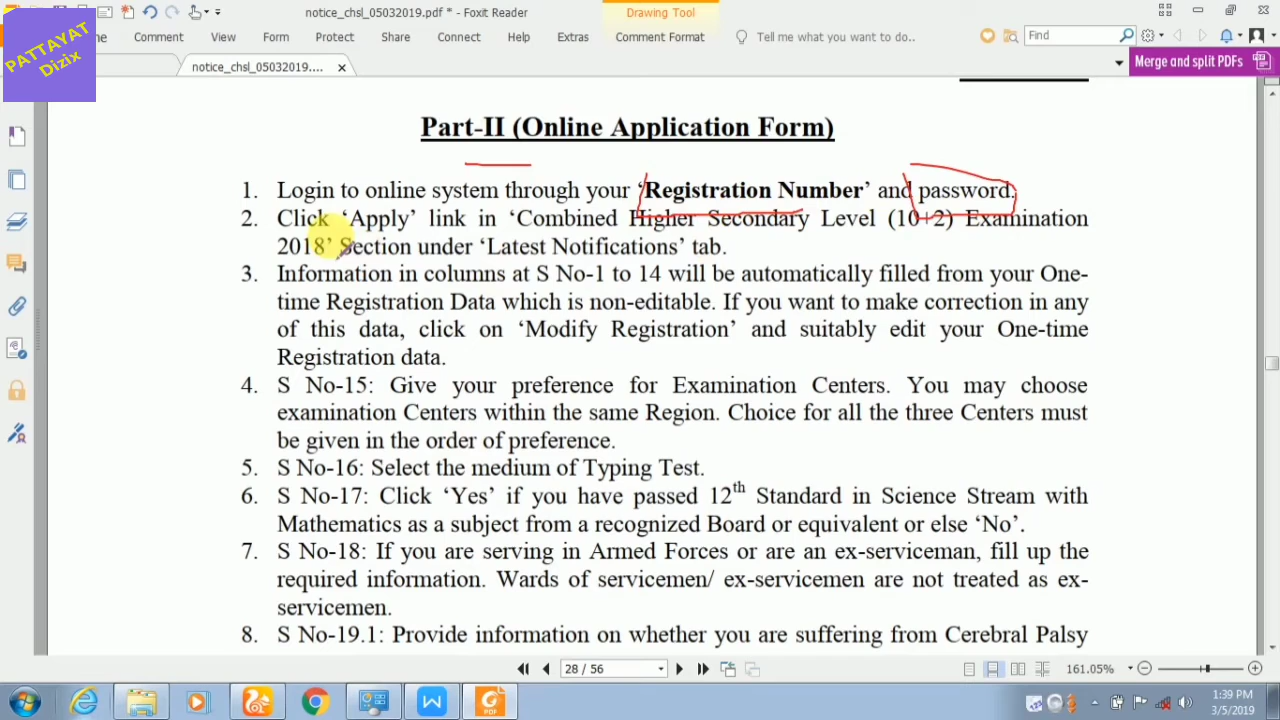 notice_chsl_05032019.pdf * - Foxit Reader
Drawing Tool
PATTAYAT
Dizix
Comment View Form Protect Share Connect Help Extras Comment Format Tell me what you want to do.. Find
notice_chsl_05032019.... x
Merge and split PDFs
Part-II (Online Application Form)
1. Login to online system through your ‘Registration Number’ and password.
2. Click ‘Apply’ link in ‘Combined Higher Secondary Level (10+2) Examination
2018’ Section under ‘Latest Notifications’ tab.
3. Information in columns at S No-1 to 14 will be automatically filled from your One-
time Registration Data which is non-editable. If you want to make correction in any
of this data, click on ‘Modify Registration’ and suitably edit your One-time
Registration data.
4. S No-15: Give your preference for Examination Centers. You may choose
examination Centers within the same Region. Choice for all the three Centers must
be given in the order of preference.
5. S No-16: Select the medium of Typing Test.
6. S No-17: Click ‘Yes’ if you have passed 12th Standard in Science Stream with
Mathematics as a subject from a recognized Board or equivalent or else ‘No’.
7. S No-18: If you are serving in Armed Forces or are an ex-serviceman, fill up the
required information. Wards of servicemen/ ex-servicemen are not treated as ex-
servicemen.
8. S No-19.1: Provide information on whether you are suffering from Cerebral Palsy
28 / 56
161.05%
1:39 PM
3/5/2019